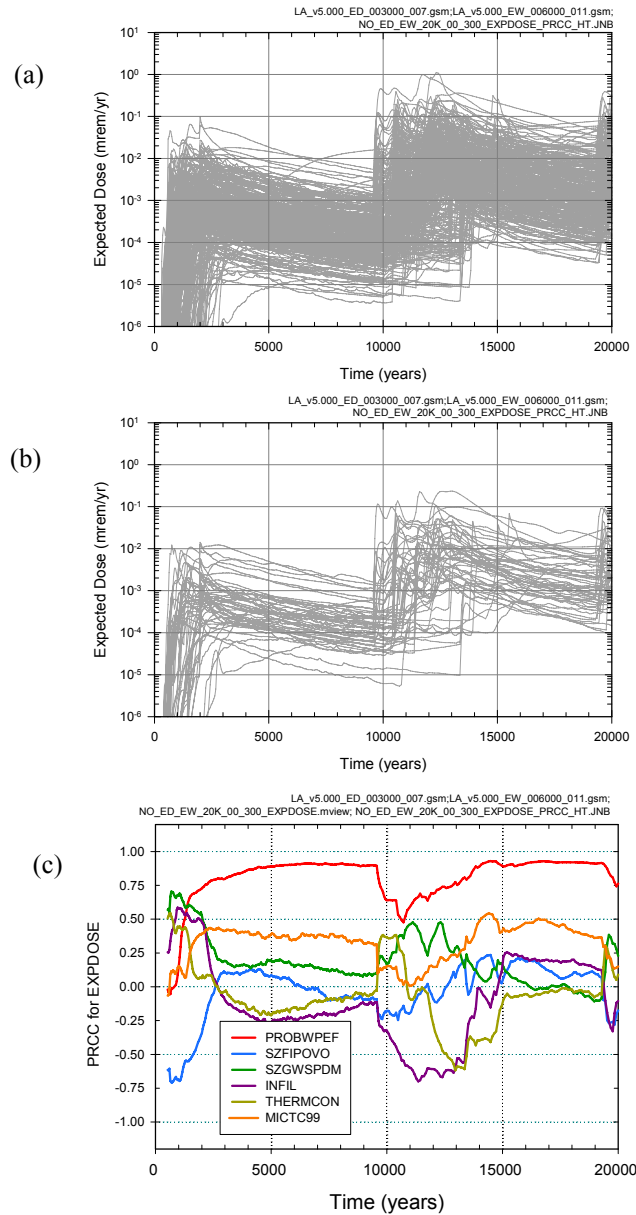 (a)
LA_v5.000_ED_003000_007.gsm;LA_v5.000_EW_006000_011.gsm;
NO_ED_EW_20K_00_300_EXPDOSE_PRCC_HT.JNB
Expected Dose (mrem/yr)
10¹
10⁰
10⁻¹
10⁻²
10⁻³
10⁻⁴
10⁻⁵
10⁻⁶
0 5000 10000 15000 20000
Time (years)
(b)
LA_v5.000_ED_003000_007.gsm;LA_v5.000_EW_006000_011.gsm;
NO_ED_EW_20K_00_300_EXPDOSE_PRCC_HT.JNB
Expected Dose (mrem/yr)
10¹
10⁰
10⁻¹
10⁻²
10⁻³
10⁻⁴
10⁻⁵
10⁻⁶
0 5000 10000 15000 20000
Time (years)
(c)
LA_v5.000_ED_003000_007.gsm;LA_v5.000_EW_006000_011.gsm;
NO_ED_EW_20K_00_300_EXPDOSE.mview; NO_ED_EW_20K_00_300_EXPDOSE_PRCC_HT.JNB
PRCC for EXPDOSE
1.00
0.75
0.50
0.25
0.00
-0.25
-0.50
-0.75
-1.00
PROBWPEF
SZFIPOVO
SZGWSPDM
INFIL
THERMCON
MICTC99
0 5000 10000 15000 20000
Time (years)